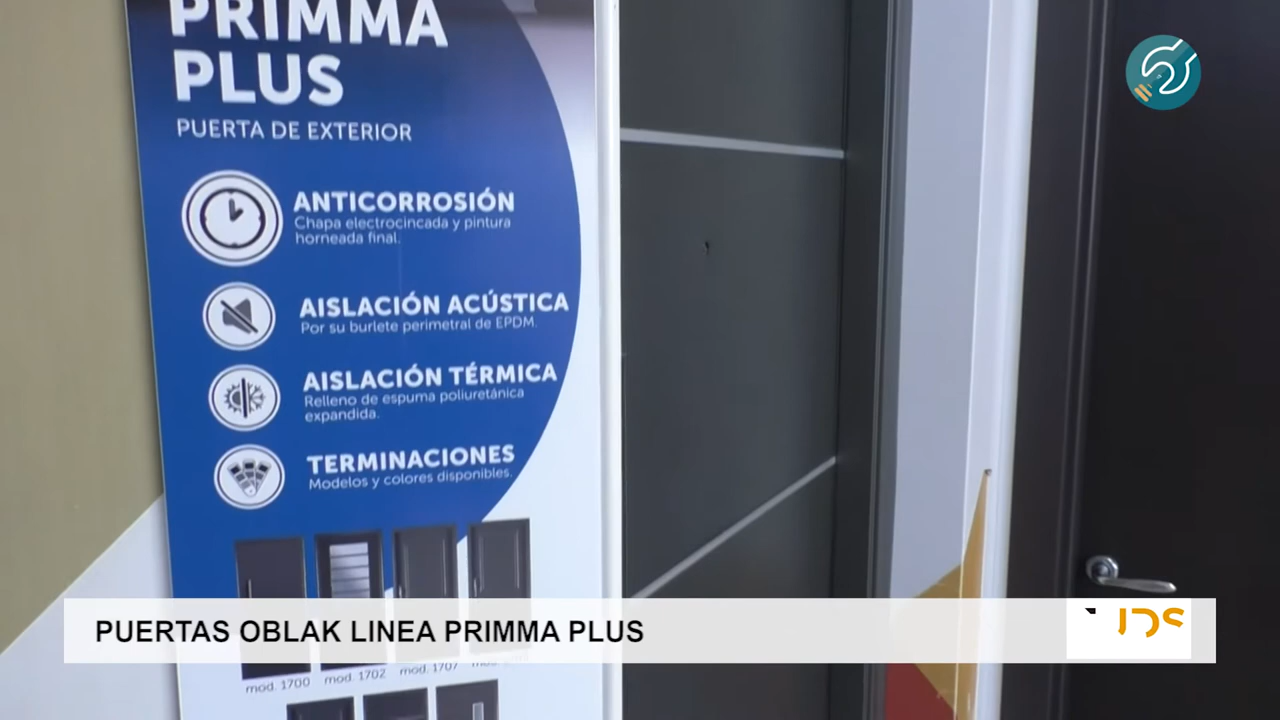 PRIMMA
PLUS
PUERTA DE EXTERIOR
ANTICORROSIÓN
Chapa electrocincada y pintura
horneada final.
AISLACIÓN ACÚSTICA
Por su burlete perimetral de EPDM.
AISLACIÓN TÉRMICA
Relleno de espuma poliuretánica
expandida.
TERMINACIONES
Modelos y colores disponibles.
PUERTAS OBLAK LINEA PRIMMA PLUS
mod. 1700 mod. 1702 mod. 1707